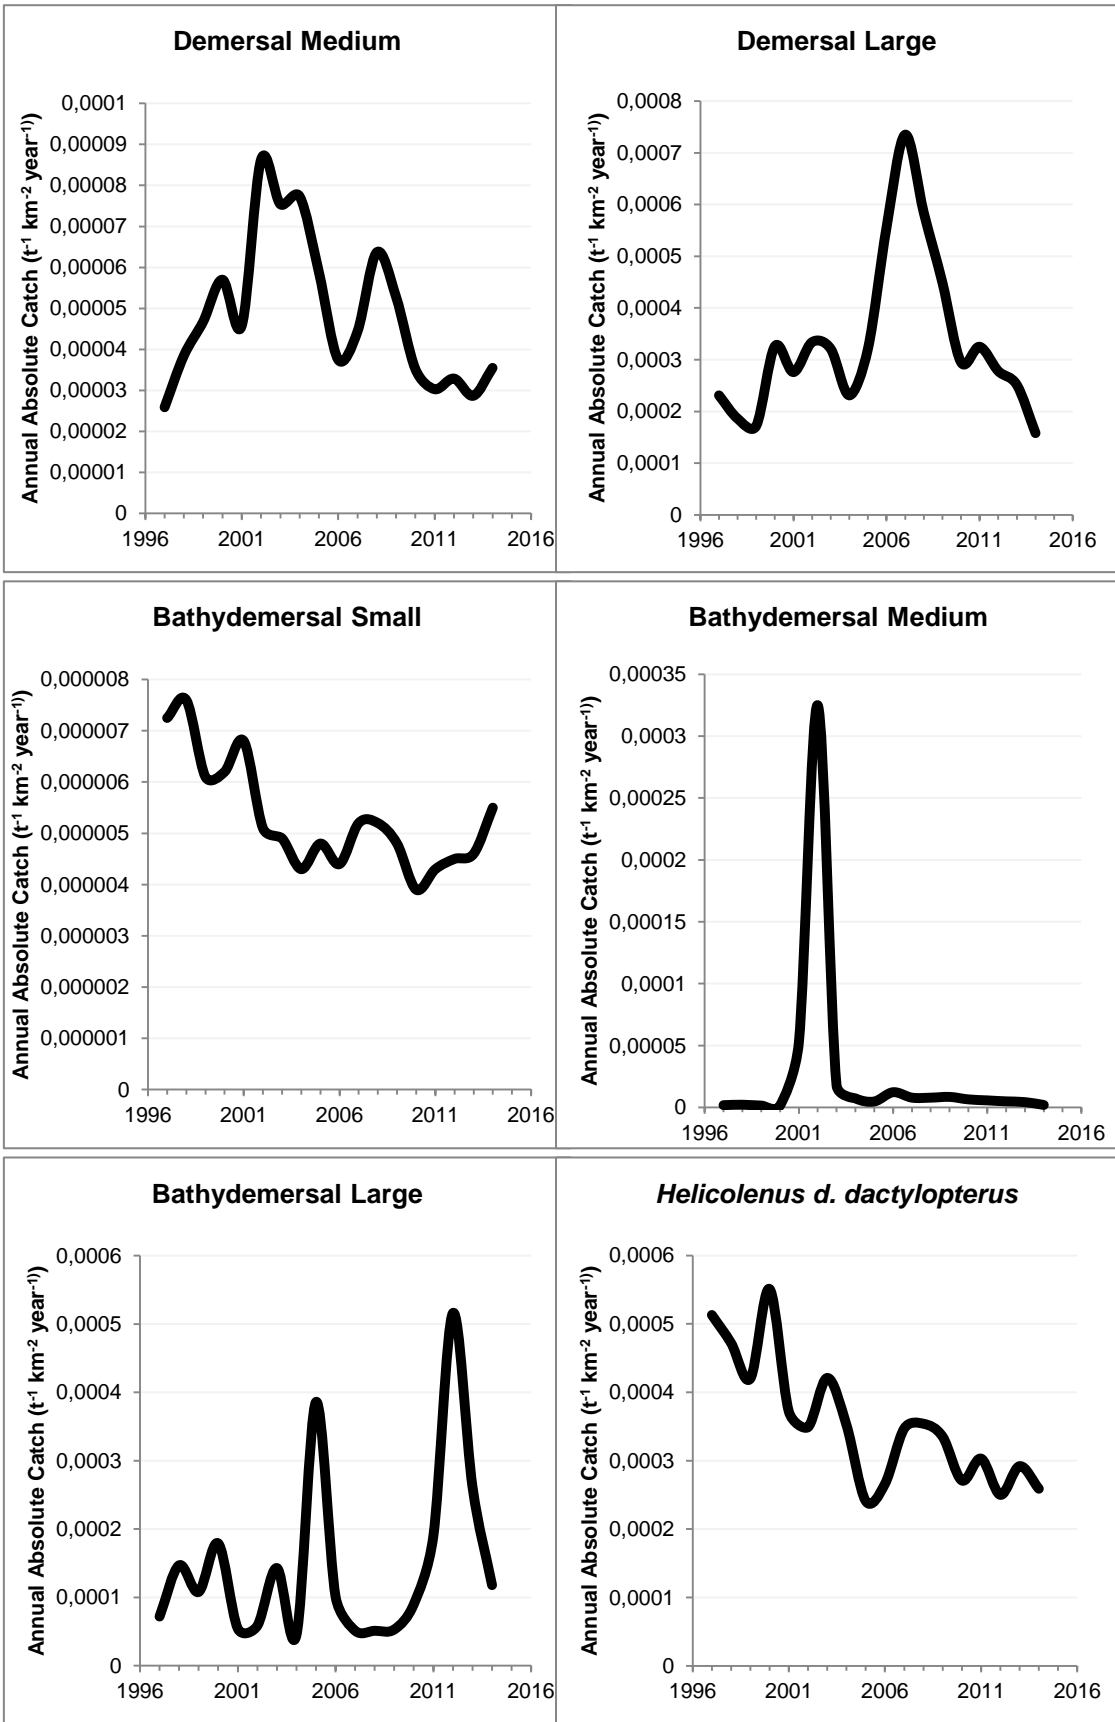 Demersal Medium
Annual Absolute Catch (t⁻¹ km⁻² year⁻¹))
0,0001
0,00009
0,00008
0,00007
0,00006
0,00005
0,00004
0,00003
0,00002
0,00001
0
1996 2001 2006 2011 2016
Demersal Large
Annual Absolute Catch (t⁻¹ km⁻² year⁻¹))
0,0008
0,0007
0,0006
0,0005
0,0004
0,0003
0,0002
0,0001
0
1996 2001 2006 2011 2016
Bathydemersal Small
Annual Absolute Catch (t⁻¹ km⁻² year⁻¹))
0,000008
0,000007
0,000006
0,000005
0,000004
0,000003
0,000002
0,000001
0
1996 2001 2006 2011 2016
Bathydemersal Medium
Annual Absolute Catch (t⁻¹ km⁻² year⁻¹))
0,00035
0,0003
0,00025
0,0002
0,00015
0,0001
0,00005
0
1996 2001 2006 2011 2016
Bathydemersal Large
Annual Absolute Catch (t⁻¹ km⁻² year⁻¹))
0,0006
0,0005
0,0004
0,0003
0,0002
0,0001
0
1996 2001 2006 2011 2016
Helicolenus d. dactylopterus
Annual Absolute Catch (t⁻¹ km⁻² year⁻¹))
0,0006
0,0005
0,0004
0,0003
0,0002
0,0001
0
1996 2001 2006 2011 2016